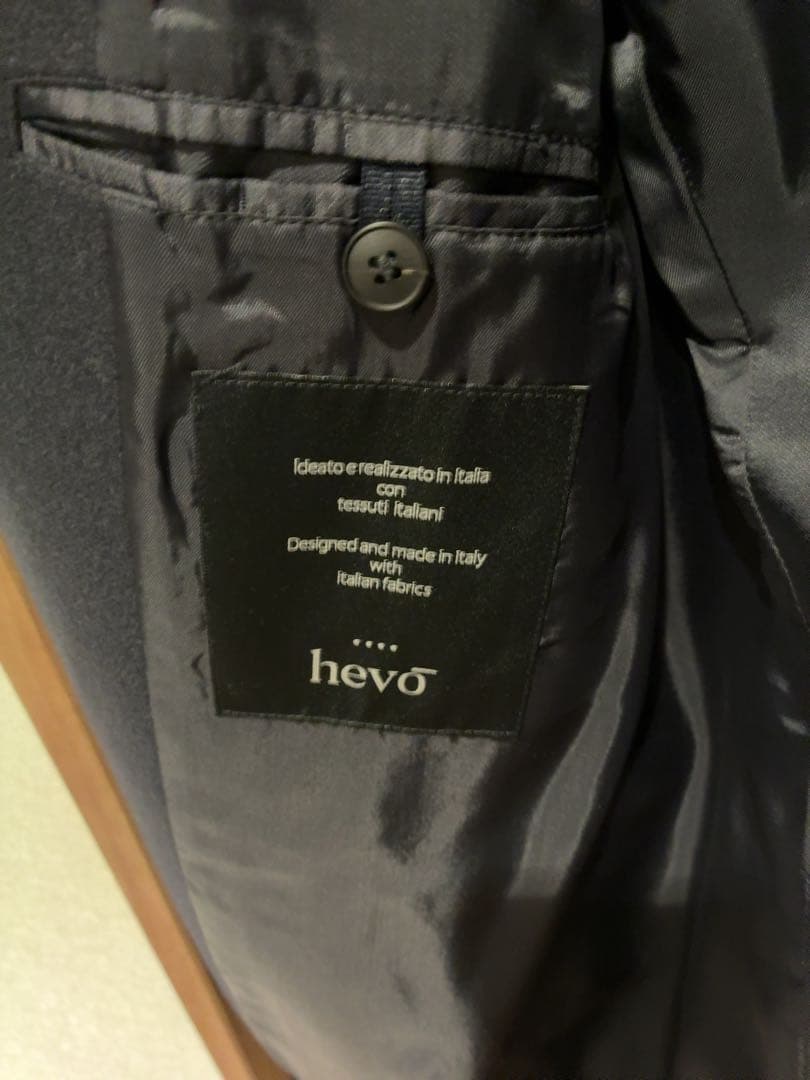 Ideato e realizzato in Italia
con
tessuti italiani
Designed and made in Italy
with
italian fabrics
hevō